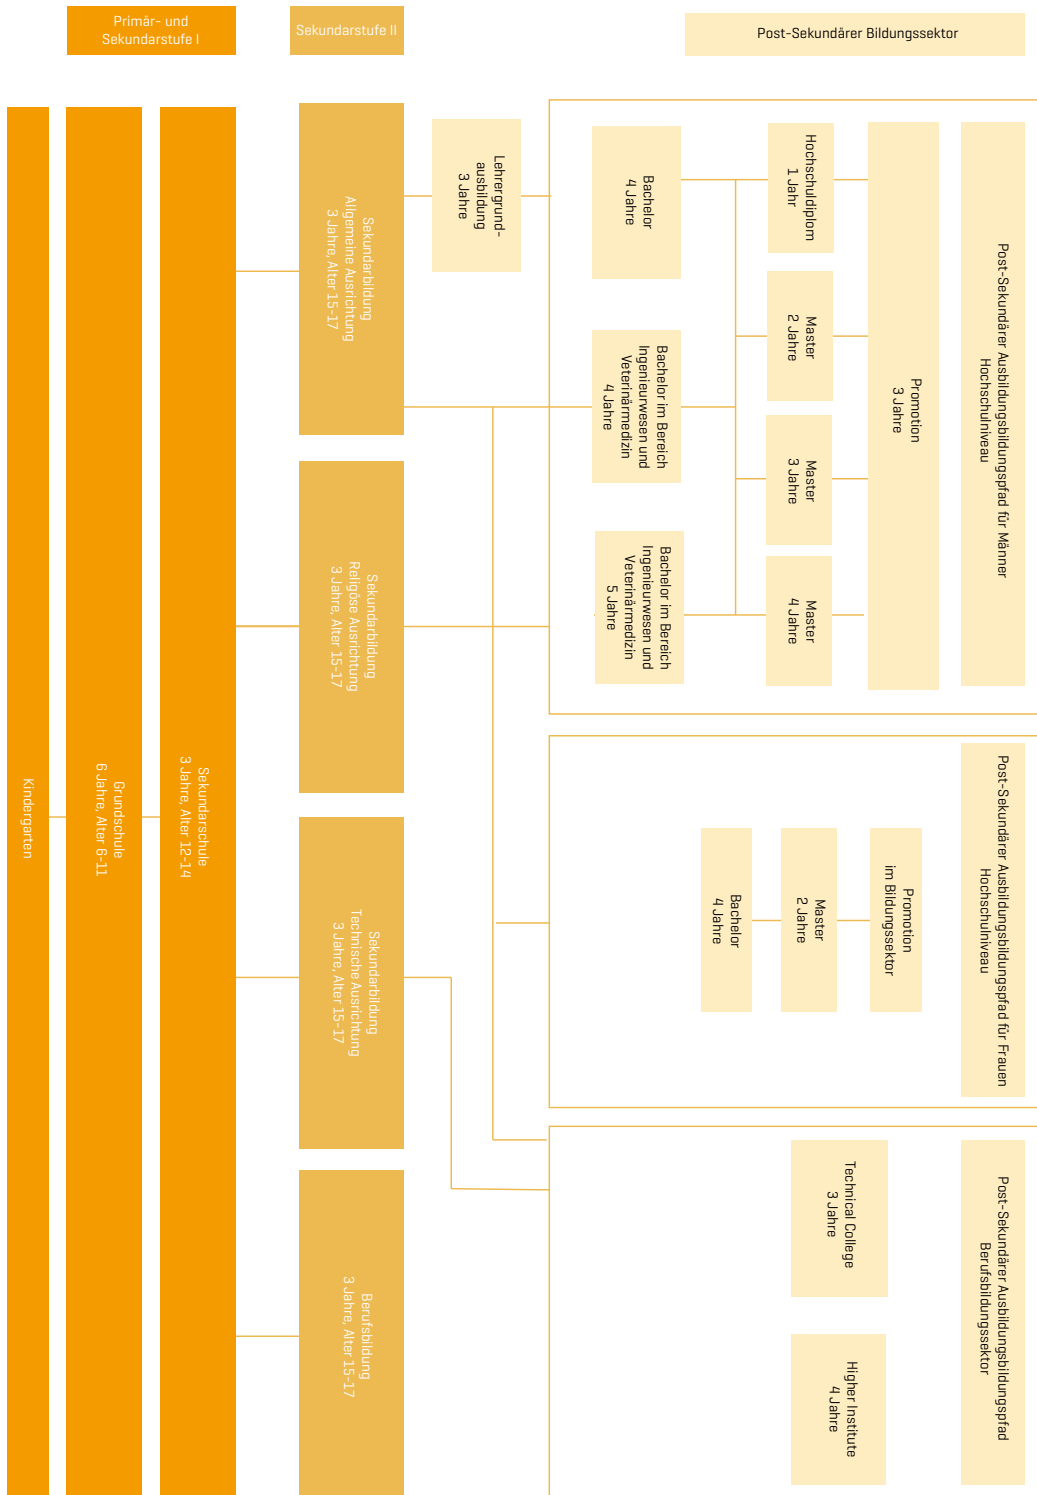 Primär- und
Sekundarstufe I
Sekundarstufe II
Post-Sekundärer Bildungssektor
Kindergarten
Grundschule
6 Jahre, Alter 6-11
Sekundarschule
3 Jahre, Alter 12-14
Sekundarbildung
Allgemeine Ausrichtung
3 Jahre, Alter 15-17
Sekundarbildung
Religöse Ausrichtung
3 Jahre, Alter 15-17
Sekundarbildung
Technische Ausrichtung
3 Jahre, Alter 15-17
Berufsbildung
3 Jahre, Alter 15-17
Lehrergrund-
ausbildung
3 Jahre
Bachelor
4 Jahre
Bachelor im Bereich
Ingenieurwesen und
Veterinärmedizin
4 Jahre
Bachelor im Bereich
Ingenieurwesen und
Veterinärmedizin
5 Jahre
Hochschuldiplom
1 Jahr
Master
2 Jahre
Master
3 Jahre
Master
4 Jahre
Promotion
3 Jahre
Post-Sekundärer Ausbildungsbildungspfad für Männer
Hochschulniveau
Bachelor
4 Jahre
Master
2 Jahre
Promotion
im Bildungssektor
Post-Sekundärer Ausbildungsbildungspfad für Frauen
Hochschulniveau
Technical College
3 Jahre
Higher Institute
4 Jahre
Post-Sekundärer Ausbildungsbildungspfad
Berufsbildungssektor